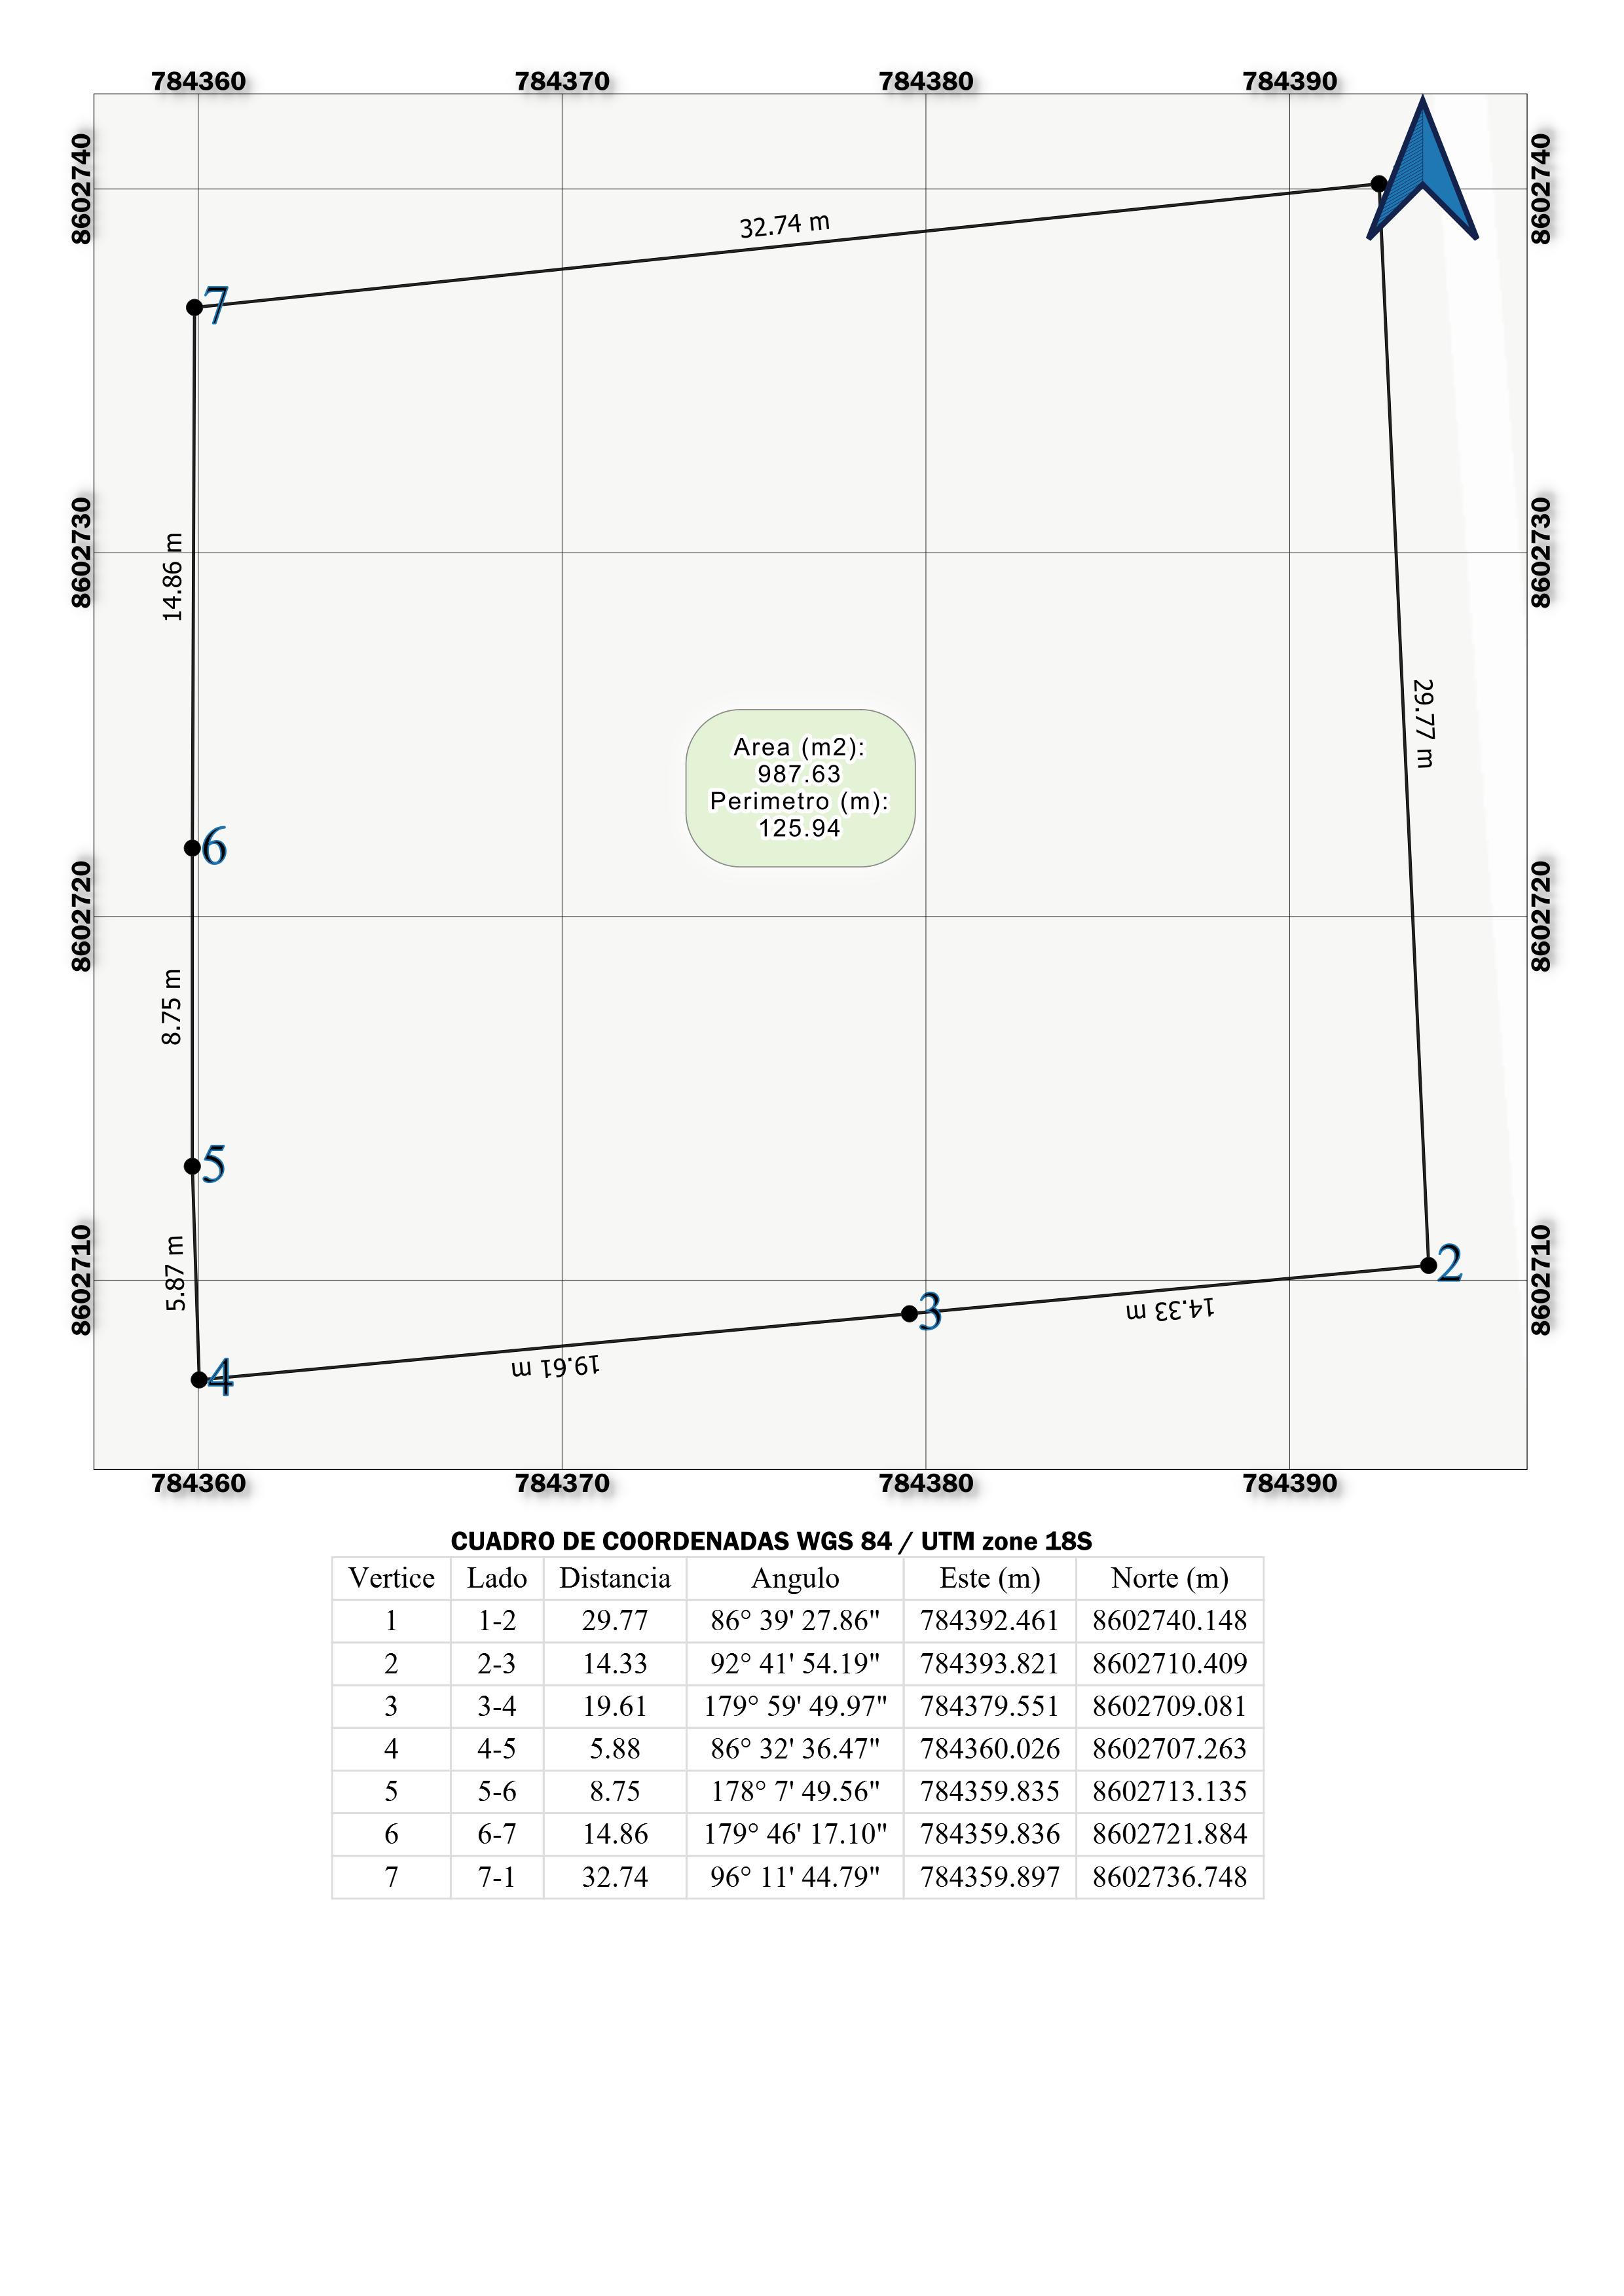 784360 784370 784380 784390
8602740 8602740
32.74 m
7
8602730 8602730
14.86 m
29.77 m
Area (m2):
987.63
Perimetro (m):
125.94
6
8602720 8602720
8.75 m
5
8602710 8602710
5.87 m
2
3
14.33 m
19.61 m
4
784360 784370 784380 784390
CUADRO DE COORDENADAS WGS 84 / UTM zone 18S
Vertice Lado Distancia Angulo Este (m) Norte (m)
1 1-2 29.77 86° 39' 27.86" 784392.461 8602740.148
2 2-3 14.33 92° 41' 54.19" 784393.821 8602710.409
3 3-4 19.61 179° 59' 49.97" 784379.551 8602709.081
4 4-5 5.88 86° 32' 36.47" 784360.026 8602707.263
5 5-6 8.75 178° 7' 49.56" 784359.835 8602713.135
6 6-7 14.86 179° 46' 17.10" 784359.836 8602721.884
7 7-1 32.74 96° 11' 44.79" 784359.897 8602736.748